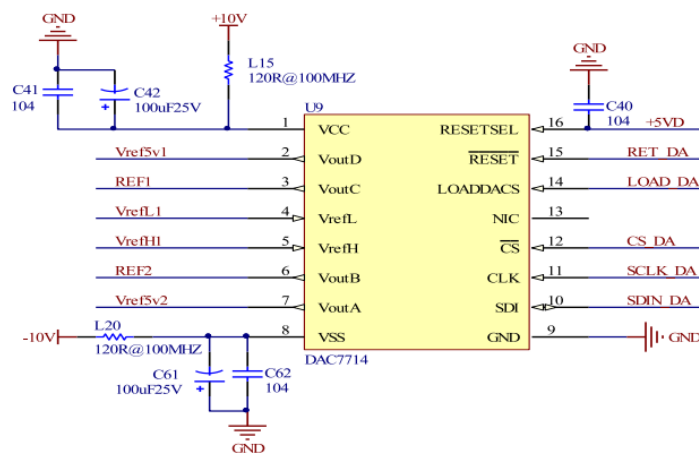 GND
+10V
L15
120R@100MHZ
C41
104
C42
100uF25V
+
GND
C40
104
+5VD
U9
1 VCC RESETSEL 16
Vref5v1 2 VoutD RESET 15 RET_DA
REF1 3 VoutC LOADDACS 14 LOAD_DA
VrefL1 4 VrefL NIC 13
VrefH1 5 VrefH CS 12 CS_DA
REF2 6 VoutB CLK 11 SCLK_DA
Vref5v2 7 VoutA SDI 10 SDIN_DA
8 VSS GND 9 GND
-10V
L20
120R@100MHZ
DAC7714
C61
100uF25V
+
C62
104
GND